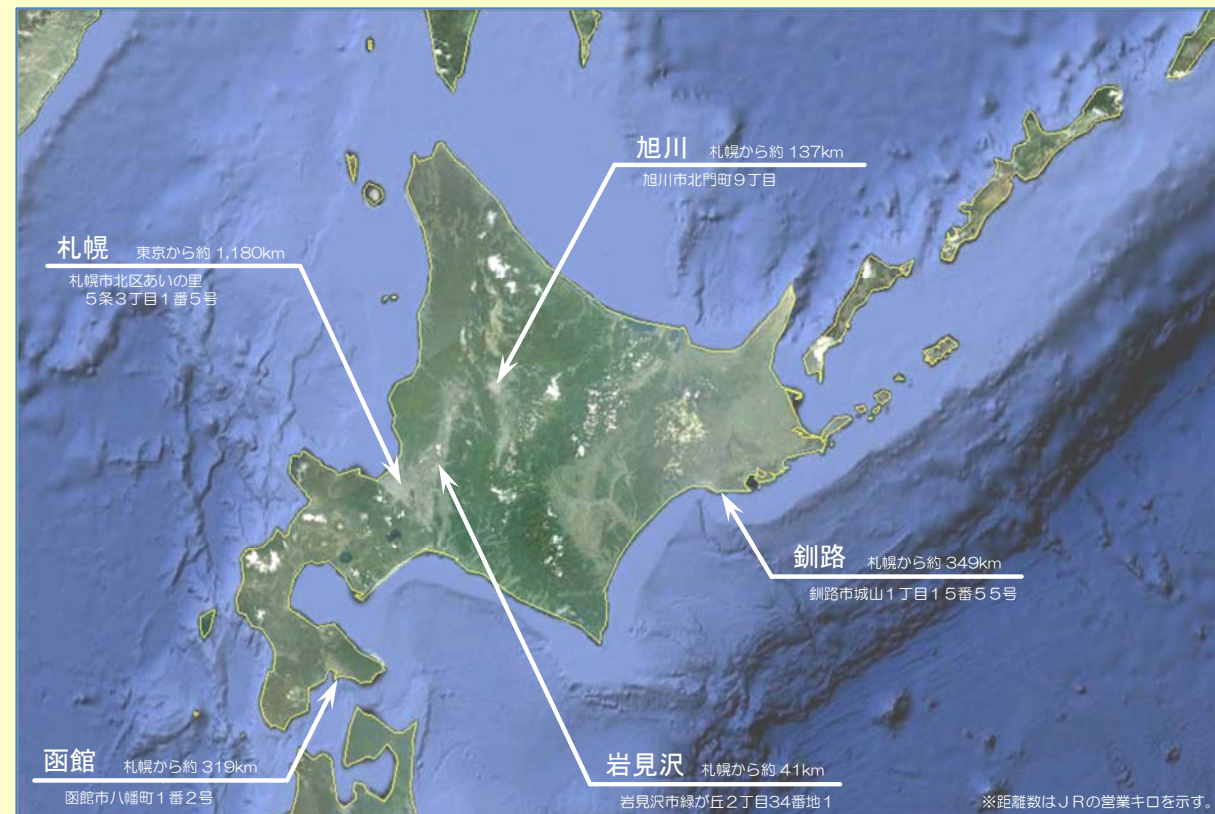 旭川 札幌から約 137km
旭川市北門町9丁目
札幌 東京から約 1,180km
札幌市北区あいの里
5条3丁目1番5号
釧路 札幌から約 349km
釧路市城山1丁目15番55号
函館 札幌から約 319km
函館市八幡町1番2号
岩見沢 札幌から約 41km
岩見沢市緑が丘2丁目34番地1
※距離数はJRの営業キロを示す。